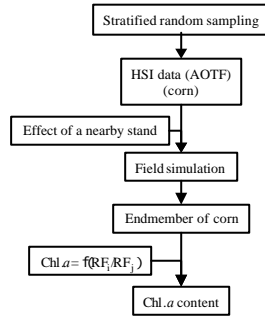 Stratified random sampling
HSI data (AOTF)
(corn)
Effect of a nearby stand
Field simulation
Endmember of corn
Chl.a = f(RFi/RFj)
Chl.a content